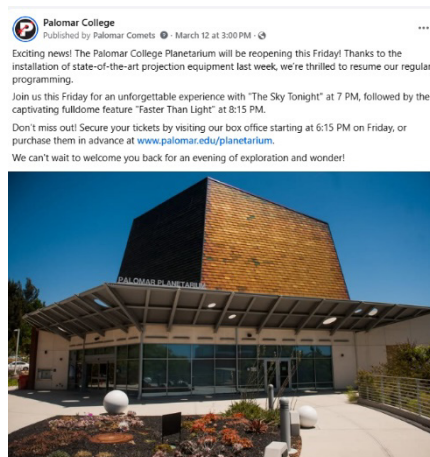 Palomar College
Published by Palomar Comets · March 12 at 3:00 PM ·
Exciting news! The Palomar College Planetarium will be reopening this Friday! Thanks to the
installation of state-of-the-art projection equipment last week, we're thrilled to resume our regular
programming.
Join us this Friday for an unforgettable experience with "The Sky Tonight" at 7 PM, followed by the
captivating fulldome feature "Faster Than Light" at 8:15 PM.
Don't miss out! Secure your tickets by visiting our box office starting at 6:15 PM on Friday, or
purchase them in advance at www.palomar.edu/planetarium.
We can't wait to welcome you back for an evening of exploration and wonder!
PALOMAR PLANETARIUM